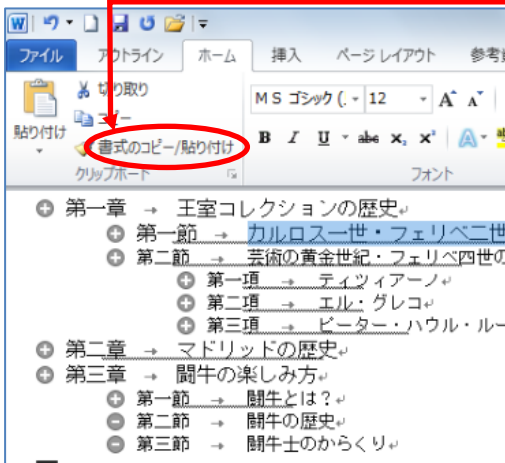 ファイル アウトライン ホーム 挿入 ページ レイアウト 参考
切り取り
コピー
貼り付け
書式のコピー/貼り付け
クリップボード
MS ゴシック (. 12 A A
B I U abc x₂ x² A
フォント
第一章 → 王室コレクションの歴史
第一節 → カルロス一世・フェリペ二世
第二節 → 芸術の黄金世紀・フェリペ四世の
第一項 → ティツィアーノ
第二項 → エル・グレコ
第三項 → ピーター・パウル・ルー
第二章 → マドリッドの歴史
第三章 → 闘牛の楽しみ方
第一節 → 闘牛とは？
第二節 → 闘牛の歴史
第三節 → 闘牛士のからくり